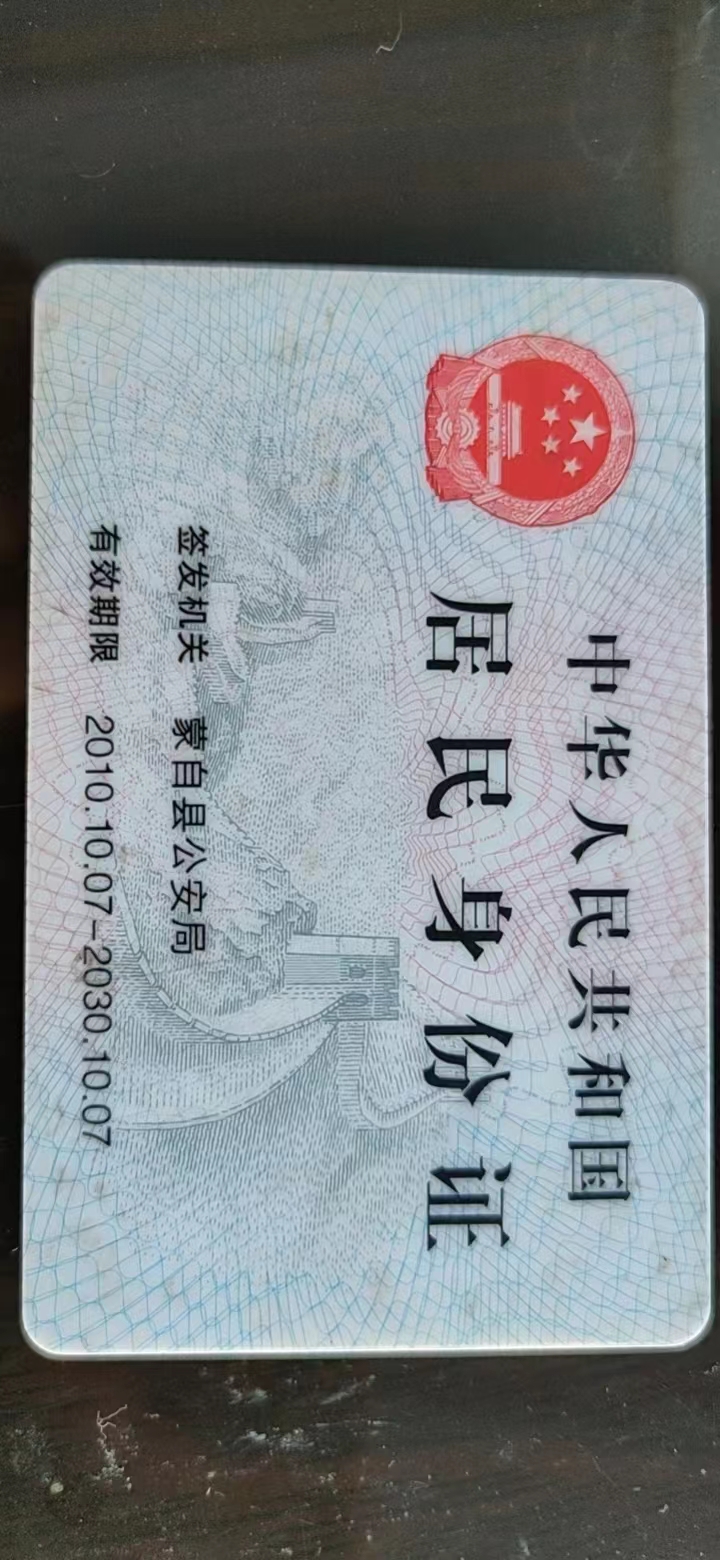 中华人民共和国
居民身份证
签发机关 蒙自县公安局
有效期限 2010.10.07-2030.10.07